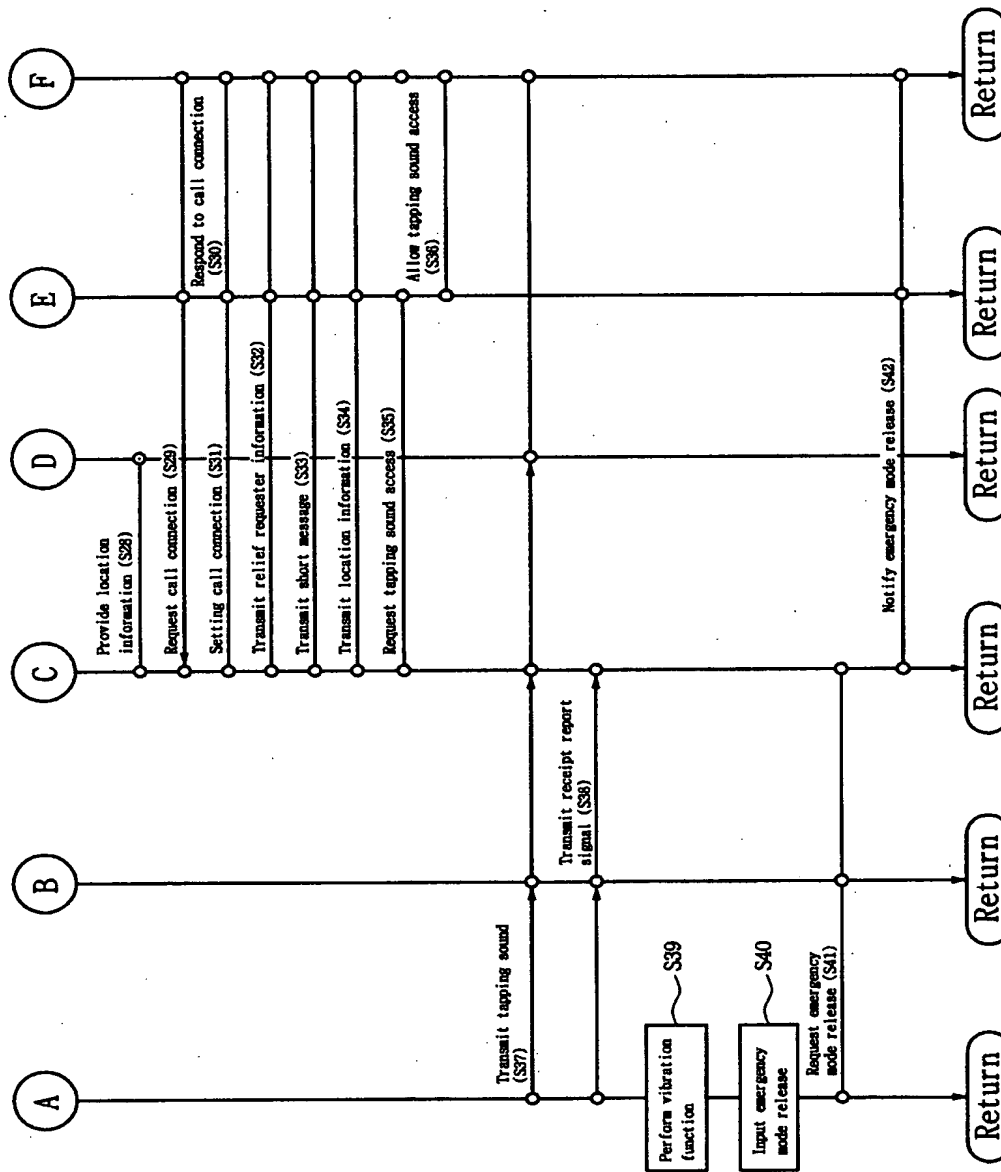 A
B
C
D
E
F
Provide location
information (S28)
Request call connection (S29)
Respond to call connection
(S30)
Setting call connection (S31)
Transmit relief requester information (S32)
Transmit short message (S33)
Transmit location information (S34)
Request tapping sound access (S35)
Allow tapping sound access
(S36)
Transmit tapping sound
(S37)
Transmit receipt report
signal (S38)
Perform vibration
function
S39
Input emergency
mode release
S40
Request emergency
mode release (S41)
Notify emergency mode release (S42)
Return
Return
Return
Return
Return
Return